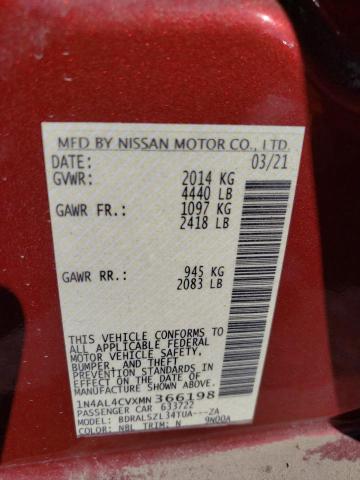 MFD BY NISSAN MOTOR CO., LTD.
DATE: 03/21
GVWR: 2014 KG
4440 LB
GAWR FR.: 1097 KG
2418 LB
GAWR RR.: 945 KG
2083 LB
THIS VEHICLE CONFORMS TO
ALL APPLICABLE FEDERAL
MOTOR VEHICLE SAFETY,
BUMPER, AND THEFT
PREVENTION STANDARDS IN
EFFECT ON THE DATE OF
MANUFACTURE SHOWN ABOVE.
1N4AL4CVXMN366198
PASSENGER CAR 633722
MODEL: BDRALSZL34TUA---ZA
COLOR: NBL TRIM: N 9N00A